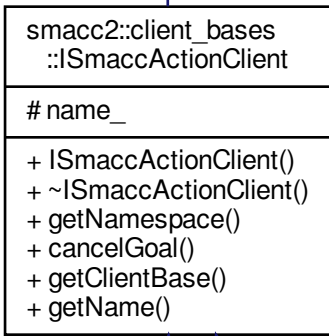 smacc2::client_bases
::ISmaccActionClient
# name_
+ ISmaccActionClient()
+ ~ISmaccActionClient()
+ getNamespace()
+ cancelGoal()
+ getClientBase()
+ getName()